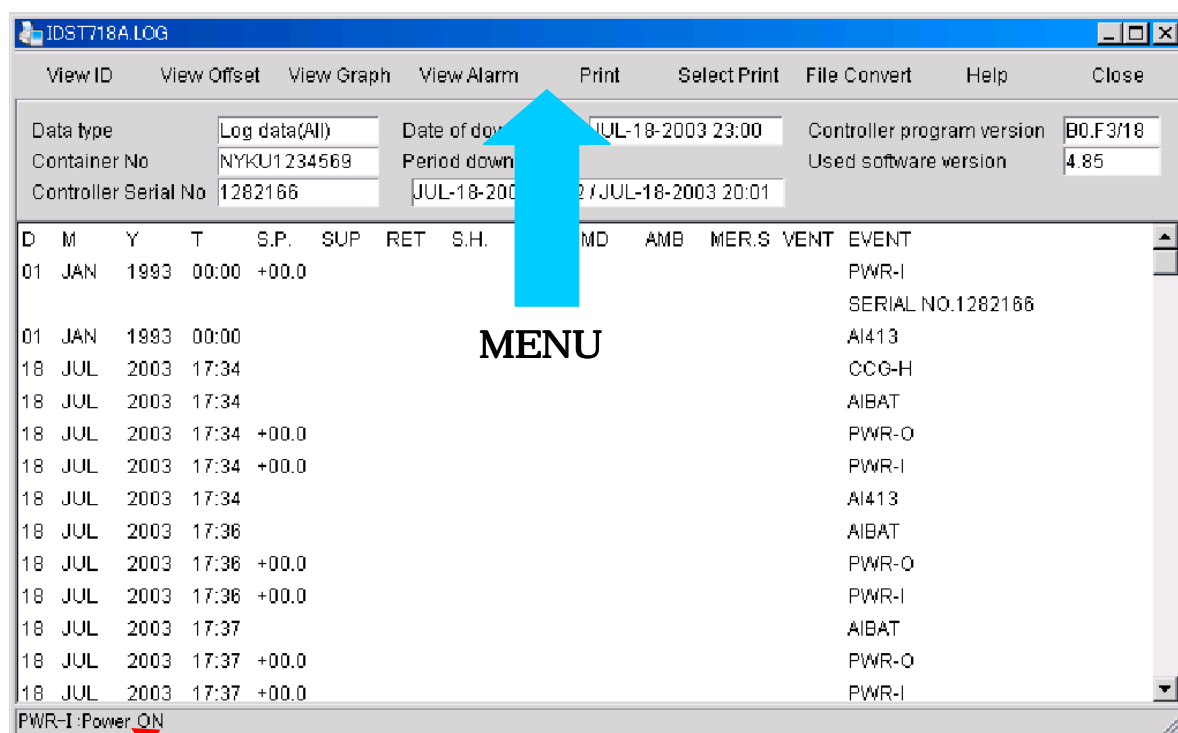 IDST718A.LOG
View ID View Offset View Graph View Alarm Print Select Print File Convert Help Close
Data type Log data(All) Date of JUL-18-2003 23:00 Controller program version B0.F3/18
Container No NYKU1234569 Period down Used software version 4.85
Controller Serial No 1282166 / JUL-18-2003 20:01
D M Y T S.P. SUP RET S.H. AMB MER.S VENT EVENT
01 JAN 1993 00:00 +00.0 PWR-I
SERIAL NO.1282166
01 JAN 1993 00:00 AI413
MENU
18 JUL 2003 17:34 CCG-H
18 JUL 2003 17:34 AIBAT
18 JUL 2003 17:34 +00.0 PWR-O
18 JUL 2003 17:34 +00.0 PWR-I
18 JUL 2003 17:34 AI413
18 JUL 2003 17:36 AIBAT
18 JUL 2003 17:36 +00.0 PWR-O
18 JUL 2003 17:36 +00.0 PWR-I
18 JUL 2003 17:37 AIBAT
18 JUL 2003 17:37 +00.0 PWR-O
18 JUL 2003 17:37 +00.0 PWR-I
PWR-I :Power ON